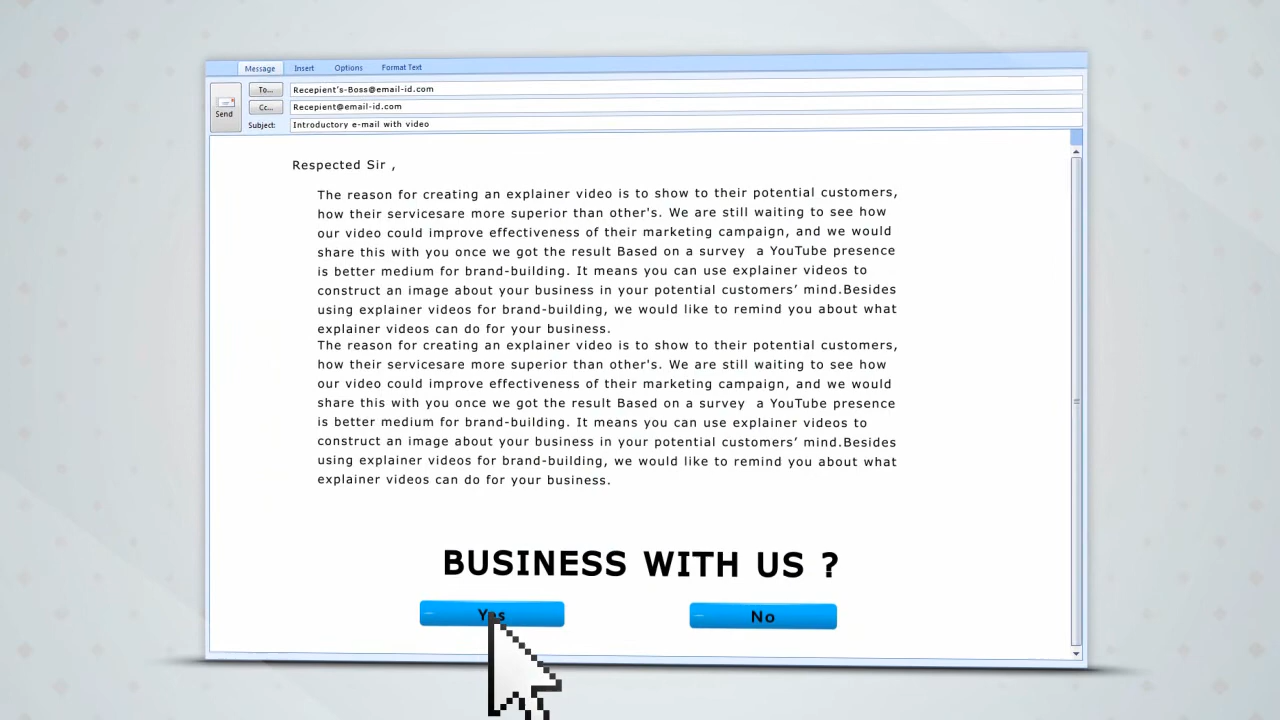 Message Insert Options Format Text
To... Recepient's-Boss@email-id.com
Send
Cc... Recepient@email-id.com
Subject: Introductory e-mail with video
Respected Sir ,
The reason for creating an explainer video is to show to their potential customers,
how their servicesare more superior than other's. We are still waiting to see how
our video could improve effectiveness of their marketing campaign, and we would
share this with you once we got the result Based on a survey  a YouTube presence
is better medium for brand-building. It means you can use explainer videos to
construct an image about your business in your potential customers’ mind.Besides
using explainer videos for brand-building, we would like to remind you about what
explainer videos can do for your business.
The reason for creating an explainer video is to show to their potential customers,
how their servicesare more superior than other's. We are still waiting to see how
our video could improve effectiveness of their marketing campaign, and we would
share this with you once we got the result Based on a survey  a YouTube presence
is better medium for brand-building. It means you can use explainer videos to
construct an image about your business in your potential customers’ mind.Besides
using explainer videos for brand-building, we would like to remind you about what
explainer videos can do for your business.
BUSINESS WITH US ?
Yes No